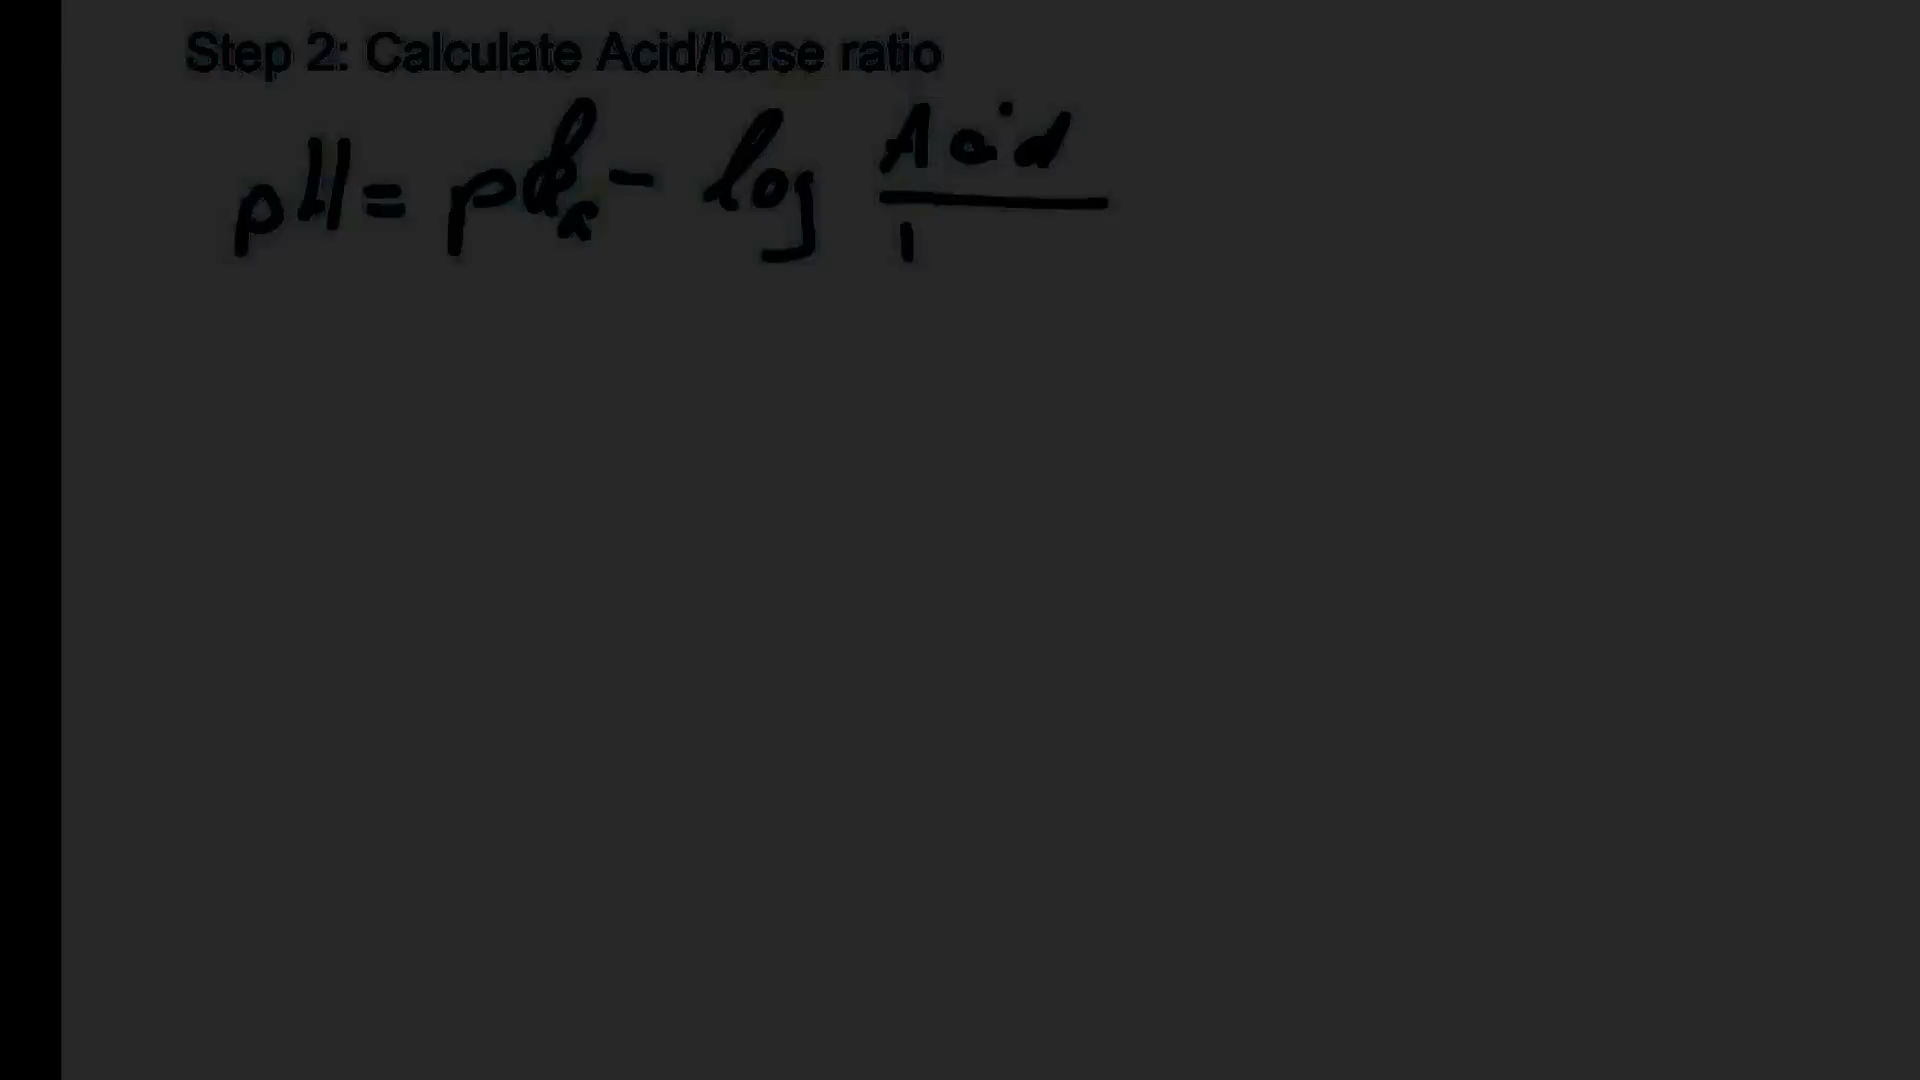 Step 2: Calculate Acid/base ratio
pH = pKa - log Acid